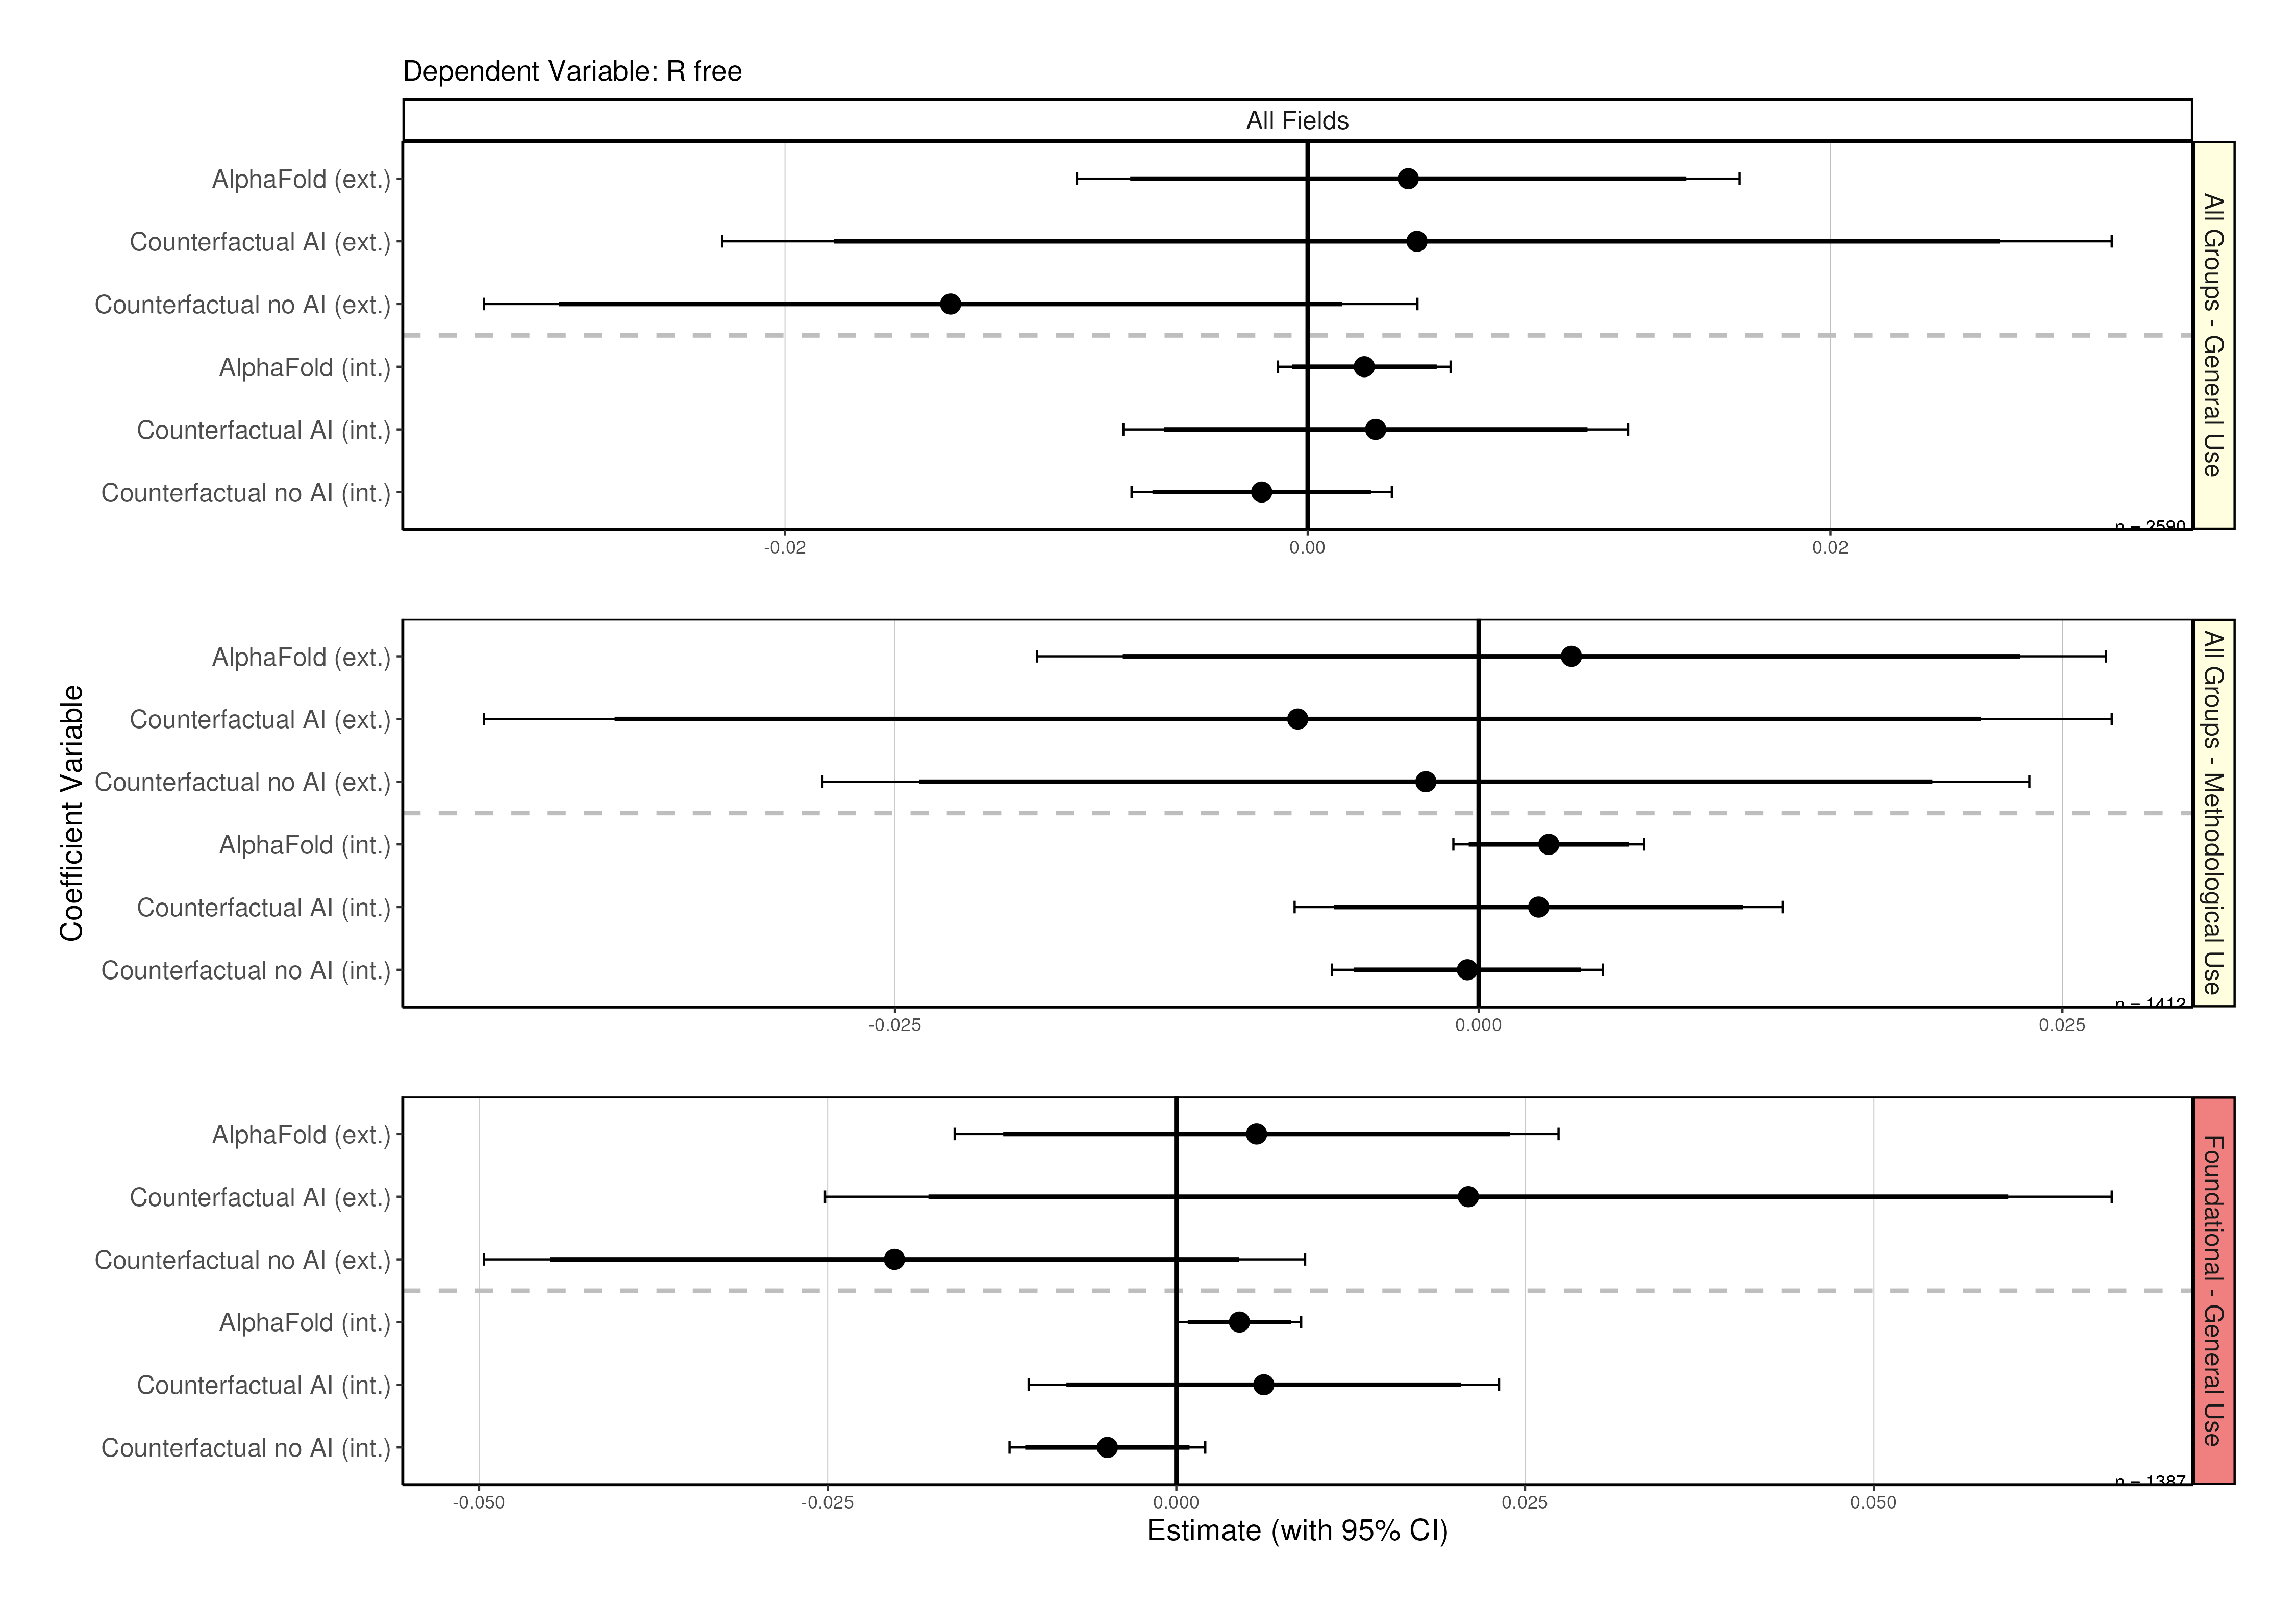 Dependent Variable: R free
All Fields
AlphaFold (ext.)
Counterfactual AI (ext.)
Counterfactual no AI (ext.)
AlphaFold (int.)
Counterfactual AI (int.)
Counterfactual no AI (int.)
n = 2590
All Groups - General Use
-0.02 0.00 0.02
Coefficient Variable
AlphaFold (ext.)
Counterfactual AI (ext.)
Counterfactual no AI (ext.)
AlphaFold (int.)
Counterfactual AI (int.)
Counterfactual no AI (int.)
n = 1412
All Groups - Methodological Use
-0.025 0.000 0.025
AlphaFold (ext.)
Counterfactual AI (ext.)
Counterfactual no AI (ext.)
AlphaFold (int.)
Counterfactual AI (int.)
Counterfactual no AI (int.)
n = 1387
Foundational - General Use
-0.050 -0.025 0.000 0.025 0.050
Estimate (with 95% CI)